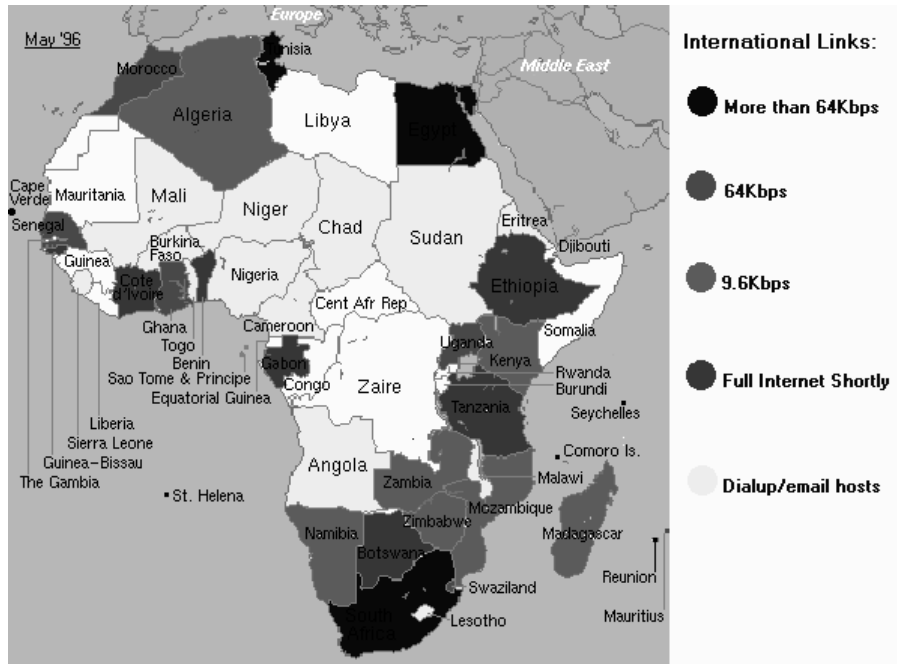 May '96
Europe
Middle East
Tunisia
Morocco
Algeria
Libya
Egypt
Cape
Verde
Mauritania
Mali
Niger
Chad
Sudan
Eritrea
Djibouti
Senegal
Burkina
Faso
Guinea
Nigeria
Cote
d'Ivoire
Ethiopia
Cent Afr Rep
Somalia
Ghana
Togo
Benin
Cameroon
Sao Tome & Principe
Equatorial Guinea
Gabon
Congo
Zaire
Uganda
Kenya
Rwanda
Burundi
Tanzania
Seychelles
Liberia
Sierra Leone
Guinea-Bissau
The Gambia
St. Helena
Angola
Zambia
Comoro Is.
Malawi
Mozambique
Zimbabwe
Namibia
Botswana
Madagascar
Reunion
Mauritius
Swaziland
Lesotho
South
Africa
International Links:
More than 64Kbps
64Kbps
9.6Kbps
Full Internet Shortly
Dialup/email hosts